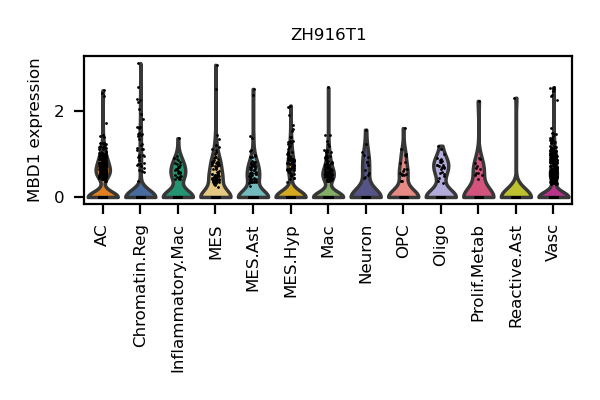 ZH916T1
MBD1 expression
2
0
AC
Chromatin.Reg
Inflammatory.Mac
MES
MES.Ast
MES.Hyp
Mac
Neuron
OPC
Oligo
Prolif.Metab
Reactive.Ast
Vasc